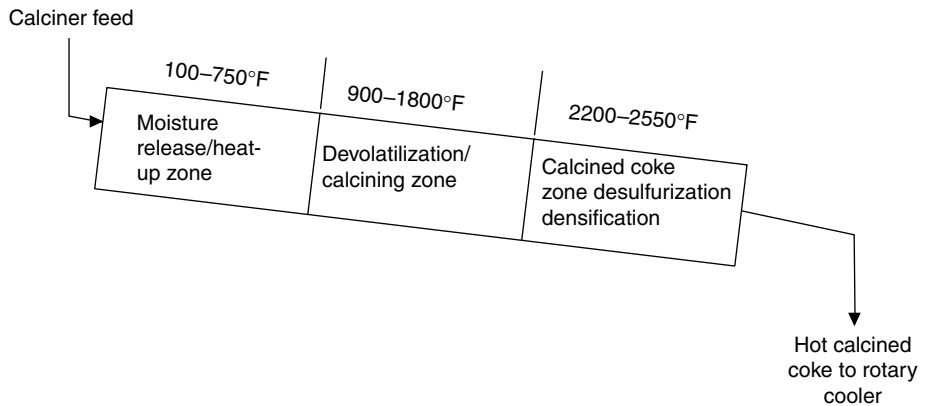 Calciner feed
100–750°F
900–1800°F
2200–2550°F
Moisture
release/heat-
up zone
Devolatilization/
calcining zone
Calcined coke
zone desulfurization
densification
Hot calcined
coke to rotary
cooler